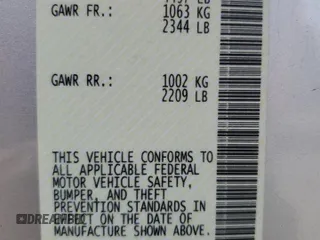 GAWR FR.: 1063 KG
2344 LB
GAWR RR.: 1002 KG
2209 LB
THIS VEHICLE CONFORMS TO
ALL APPLICABLE FEDERAL
MOTOR VEHICLE SAFETY,
BUMPER, AND THEFT
PREVENTION STANDARDS IN
EFFECT ON THE DATE OF
MANUFACTURE SHOWN ABOVE.